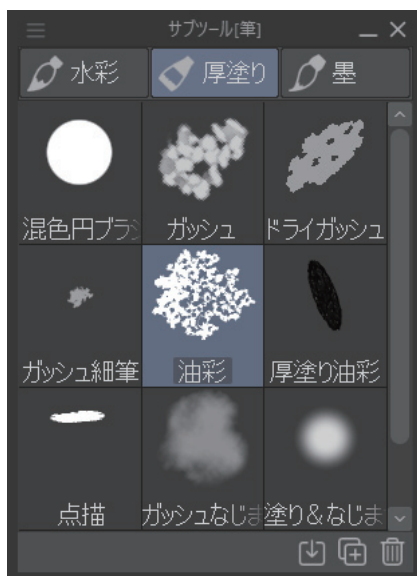 サブツール[筆]
水彩 厚塗り 墨
混色円ブラシ ガッシュ ドライガッシュ
ガッシュ細筆 油彩 厚塗り油彩
点描 ガッシュなじま 塗り&なじま